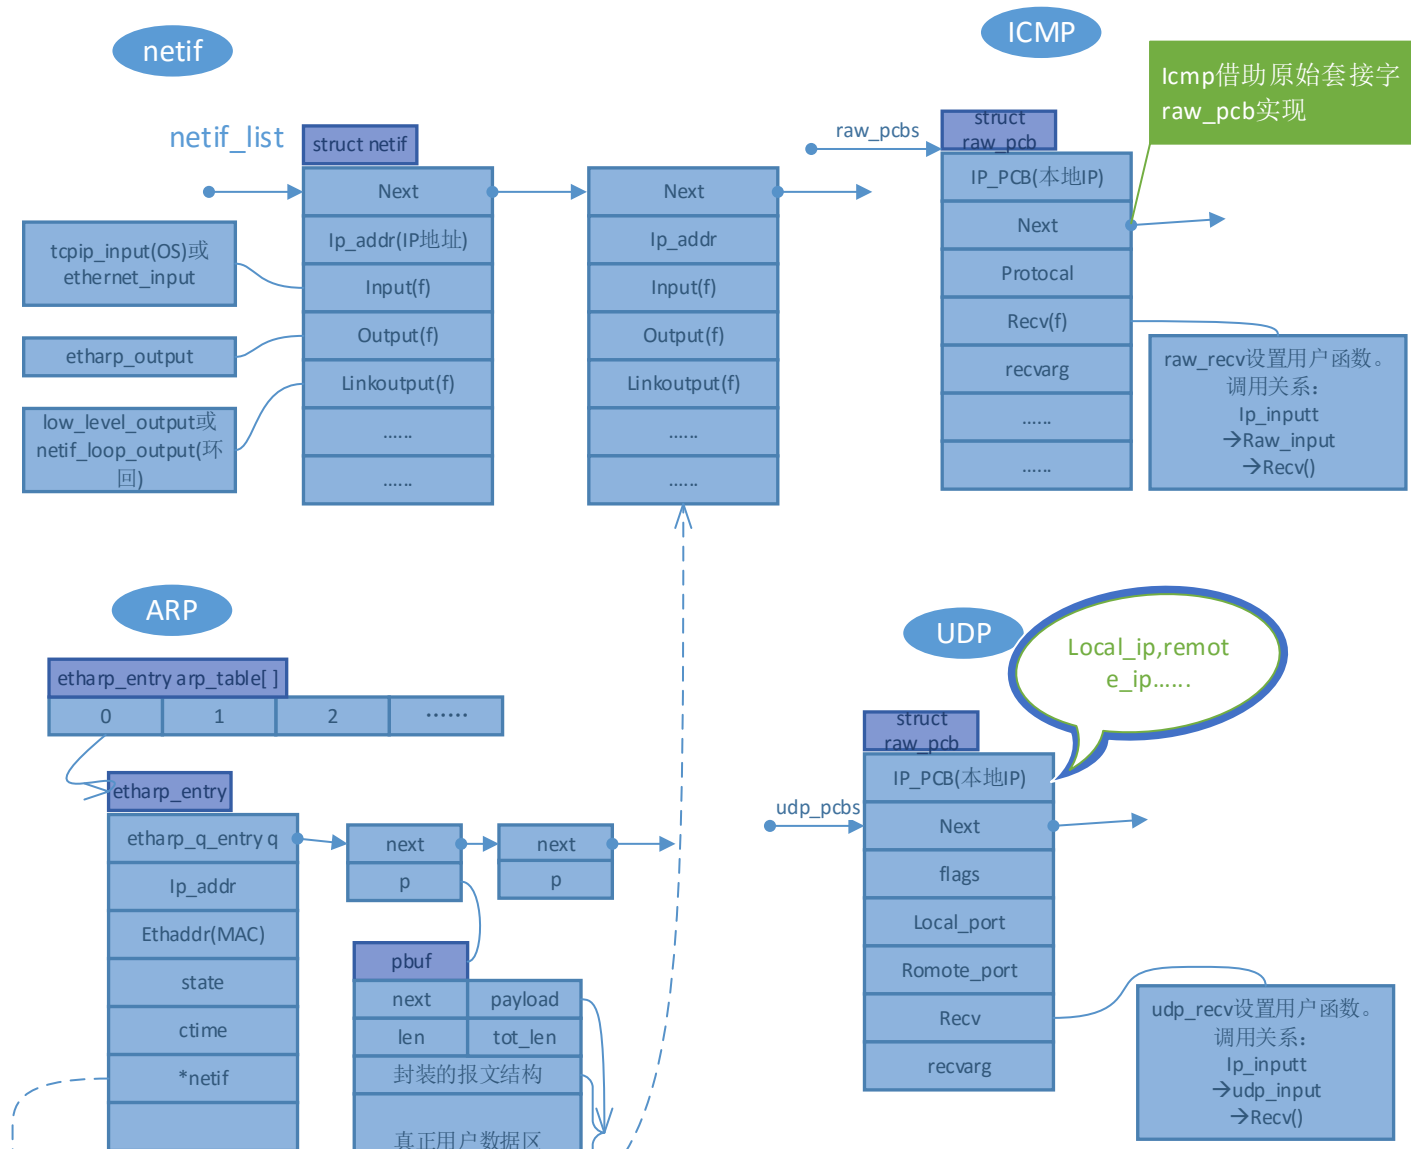 netif
netif_list
struct netif
Next
Ip_addr(IP地址)
Input(f)
Output(f)
Linkoutput(f)
......
......
tcpip_input(OS)或
ethernet_input
etharp_output
low_level_output或
netif_loop_output(环
回)
Next
Ip_addr
Input(f)
Output(f)
Linkoutput(f)
......
......
ICMP
Icmp借助原始套接字
raw_pcb实现
raw_pcbs
struct
raw_pcb
IP_PCB(本地IP)
Next
Protocal
Recv(f)
recvarg
......
......
raw_recv设置用户函数。
调用关系：
Ip_inputt
→Raw_input
→Recv()
ARP
etharp_entry arp_table[ ]
0
1
2
......
etharp_entry
etharp_q_entry q
Ip_addr
Ethaddr(MAC)
state
ctime
*netif
next
p
next
p
pbuf
next
payload
len
tot_len
封装的报文结构
真正用户数据区
UDP
Local_ip,remot
e_ip......
struct
raw_pcb
udp_pcbs
IP_PCB(本地IP)
Next
flags
Local_port
Romote_port
Recv
recvarg
udp_recv设置用户函数。
调用关系：
Ip_inputt
→udp_input
→Recv()